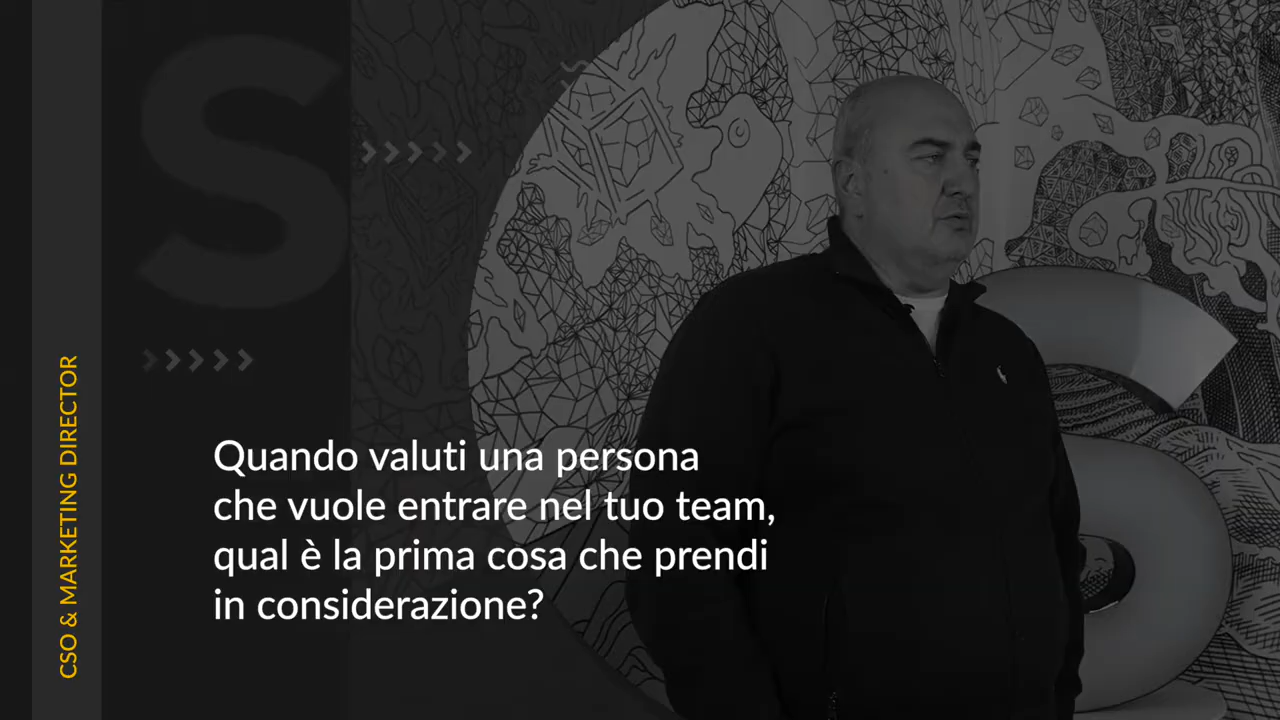 S
CSO & MARKETING DIRECTOR
Quando valuti una persona
che vuole entrare nel tuo team,
qual è la prima cosa che prendi
in considerazione?